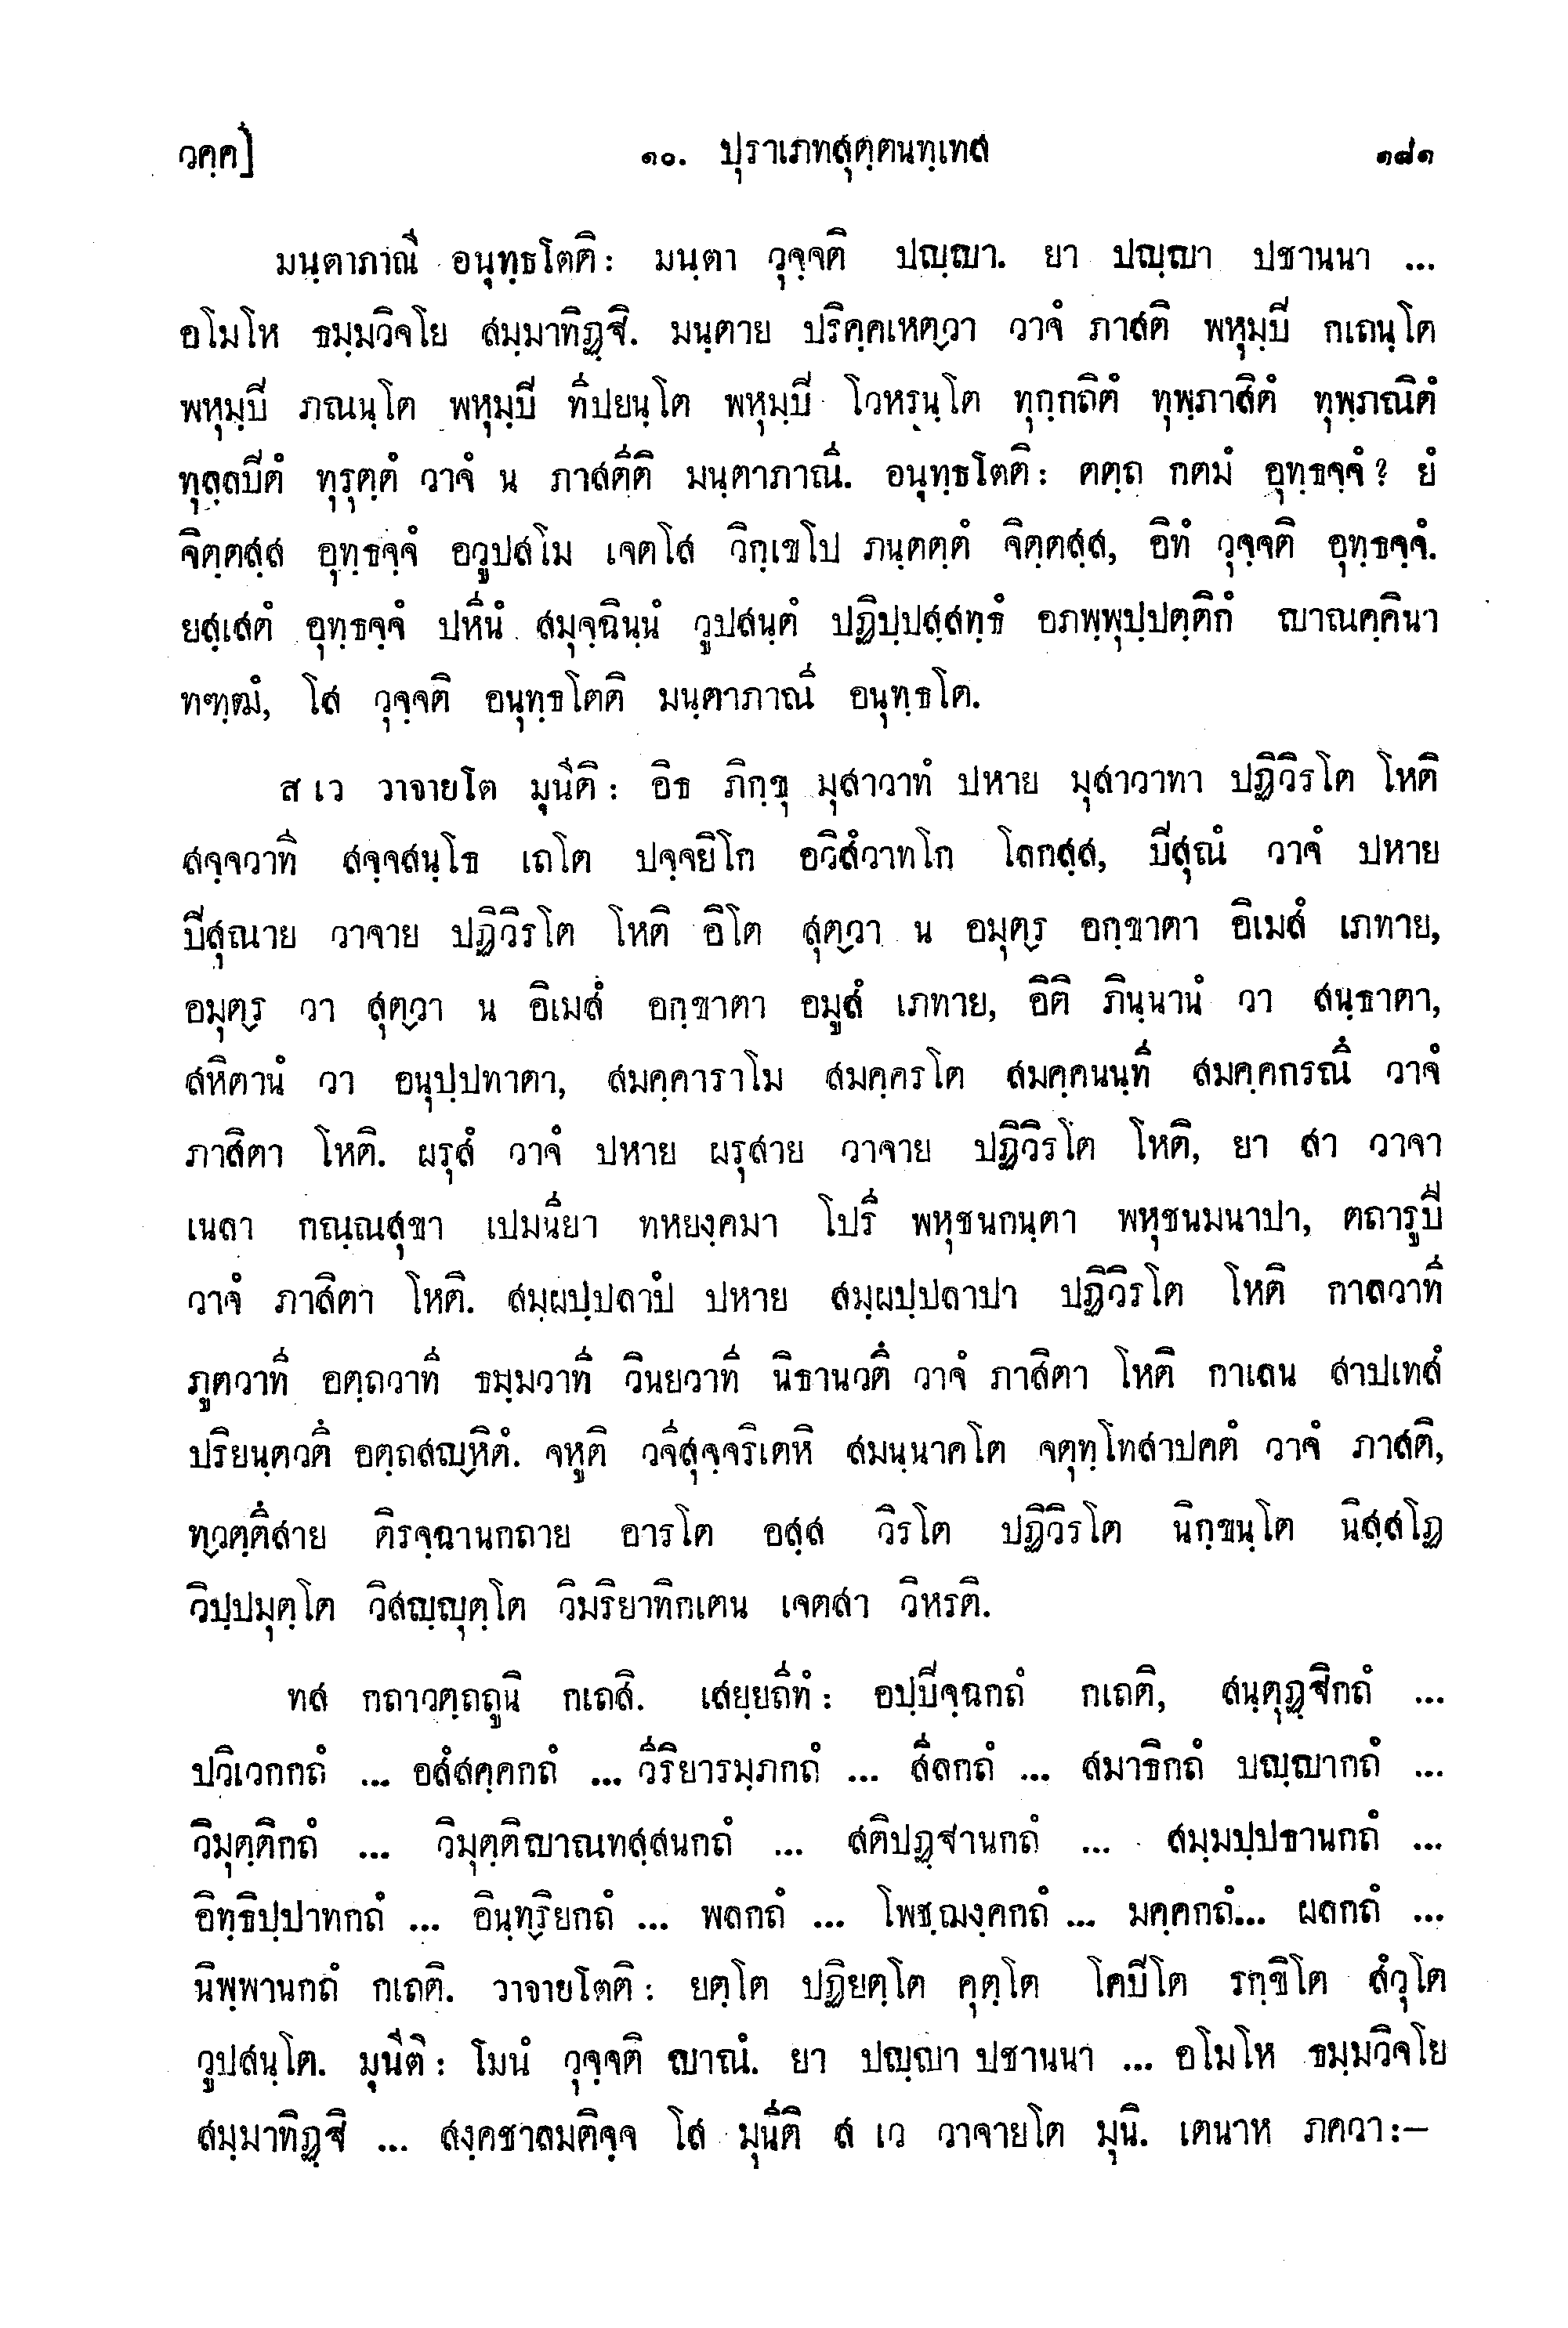 วคฺค] ๑๐. ปุราเภทสุตฺตนทฺเทส ๑๘๑
มนฺตาภาณี อนุทฺธโตติ: มนฺตา วุจฺจติ ปญฺญา. ยา ปญฺญา ปชานนา ...
อโมโห ธมฺมวิจโย สมฺมาทิฏฺฐิ. มนฺตาย ปริคฺคเหตฺวา วาจํ ภาสติ พหุมฺปิ กเถนฺโต
พหุมฺปิ ภณนฺโต พหุมฺปิ ทีปยนฺโต พหุมฺปิ โวหรนฺโต ทุกฺกถิตํ ทุพฺภาสิตํ ทุพฺภณิตํ
ทุลฺลปิตํ ทุรุตฺตํ วาจํ น ภาสตีติ มนฺตาภาณี. อนุทฺธโตติ: ตตฺถ กตมํ อุทฺธจฺจํ? ยํ
จิตฺตสฺส อุทฺธจฺจํ อวูปสโม เจตโส วิกฺเขโป ภนฺตตฺตํ จิตฺตสฺส, อิทํ วุจฺจติ อุทฺธจฺจํ.
ยสฺเสตํ อุทฺธจฺจํ ปหีนํ สมุจฺฉินฺนํ วูปสนฺตํ ปฏิปฺปสฺสทฺธํ อภพฺพุปฺปตฺติกํ ญาณคฺคินา
ทฑฺฒํ, โส วุจฺจติ อนุทฺธโตติ มนฺตาภาณี อนุทฺธโต.
ส เว วาจายโต มุนีติ: อิธ ภิกฺขุ มุสาวาทํ ปหาย มุสาวาทา ปฏิวิรโต โหติ
สจฺจวาที สจฺจสนฺโธ เถโต ปจฺจยิโก อวิสํวาทโก โลกสฺส, ปิสุณํ วาจํ ปหาย
ปิสุณาย วาจาย ปฏิวิรโต โหติ อิโต สุตฺวา น อมุตฺร อกฺขาตา อิเมสํ เภทาย,
อมุตฺร วา สุตฺวา น อิเมสํ อกฺขาตา อมูสํ เภทาย, อิติ ภินฺนานํ วา สนฺธาตา,
สหิตานํ วา อนุปฺปทาตา, สมคฺคาราโม สมคฺครโต สมคฺคนนฺที สมคฺคกรณึ วาจํ
ภาสิตา โหติ. ผรุสํ วาจํ ปหาย ผรุสาย วาจาย ปฏิวิรโต โหติ, ยา สา วาจา
เนลา กณฺณสุขา เปมนียา หทยงฺคมา โปรี พหุชนกนฺตา พหุชนมนาปา, ตถารูปึ
วาจํ ภาสิตา โหติ. สมฺผปฺปลาปํ ปหาย สมฺผปฺปลาปา ปฏิวิรโต โหติ กาลวาที
ภูตวาที อตฺถวาที ธมฺมวาที วินยวาที นิธานวตึ วาจํ ภาสิตา โหติ กาเลน สาปเทสํ
ปริยนฺตวตึ อตฺถสญฺหิตํ. จหูติ วจีสุจฺจริเตหิ สมนฺนาคโต จตุทฺโทสาปคตํ วาจํ ภาสติ,
ทฺวตฺตึสาย ติรจฺฉานกถาย อารโต อสฺส วิรโต ปฏิวิรโต นิกฺขนฺโต นิสฺสโฏ
วิปฺปมุตฺโต วิสญฺญุตฺโต วิมริยาทิกเตน เจตสา วิหรติ.
ทส กถาวตฺถูนิ กเถสิ. เสยฺยถีทํ: อปฺปิจฺฉกถํ กเถติ, สนฺตุฏฺฐิกถํ ...
ปวิเวกกถํ ... อสํสคฺคกถํ ... วีริยารมฺภกถํ ... สีลกถํ ... สมาธิกถํ ปญฺญากถํ ...
วิมุตฺติกถํ ... วิมุตฺติญาณทสฺสนกถํ ... สติปฏฺฐานกถํ ... สมฺมปฺปธานกถํ ...
อิทฺธิปฺปาทกถํ ... อินฺทฺริยกถํ ... พลกถํ ... โพชฺฌงฺคกถํ ... มคฺคกถํ... ผลกถํ ...
นิพฺพานกถํ กเถติ. วาจายโตติ: ยตฺโต ปฏิยตฺโต คุตฺโต โคปิโต รกฺขิโต สํวุโต
วูปสนฺโต. มุนีติ: โมนํ วุจฺจติ ญาณํ. ยา ปญฺญา ปชานนา ... อโมโห ธมฺมวิจโย
สมฺมาทิฏฺฐิ ... สงฺคชาลมติจฺจ โส มุนีติ ส เว วาจายโต มุนิ. เตนาห ภควา:–